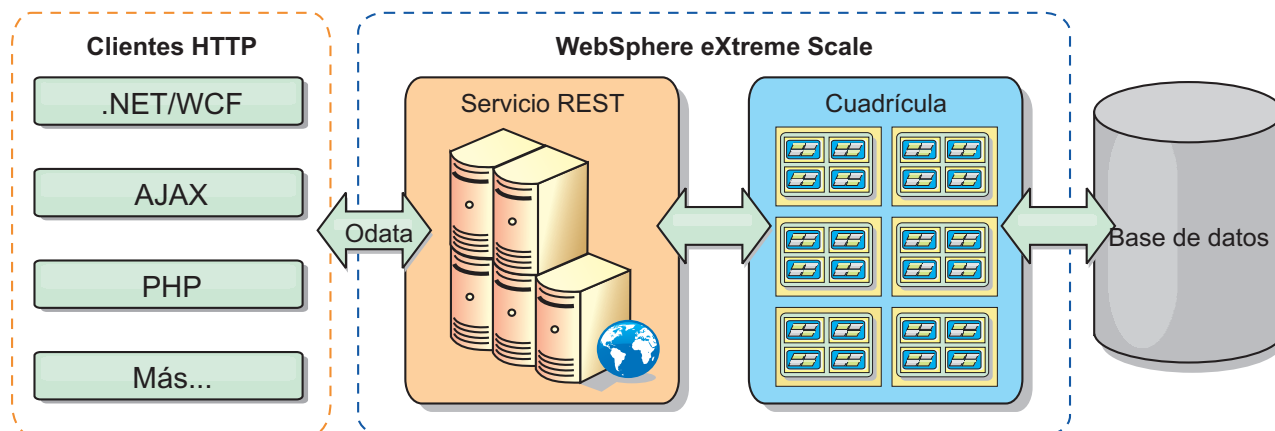 Clientes HTTP
.NET/WCF
AJAX
PHP
Más...
Odata
WebSphere eXtreme Scale
Servicio REST
Cuadrícula
Base de datos